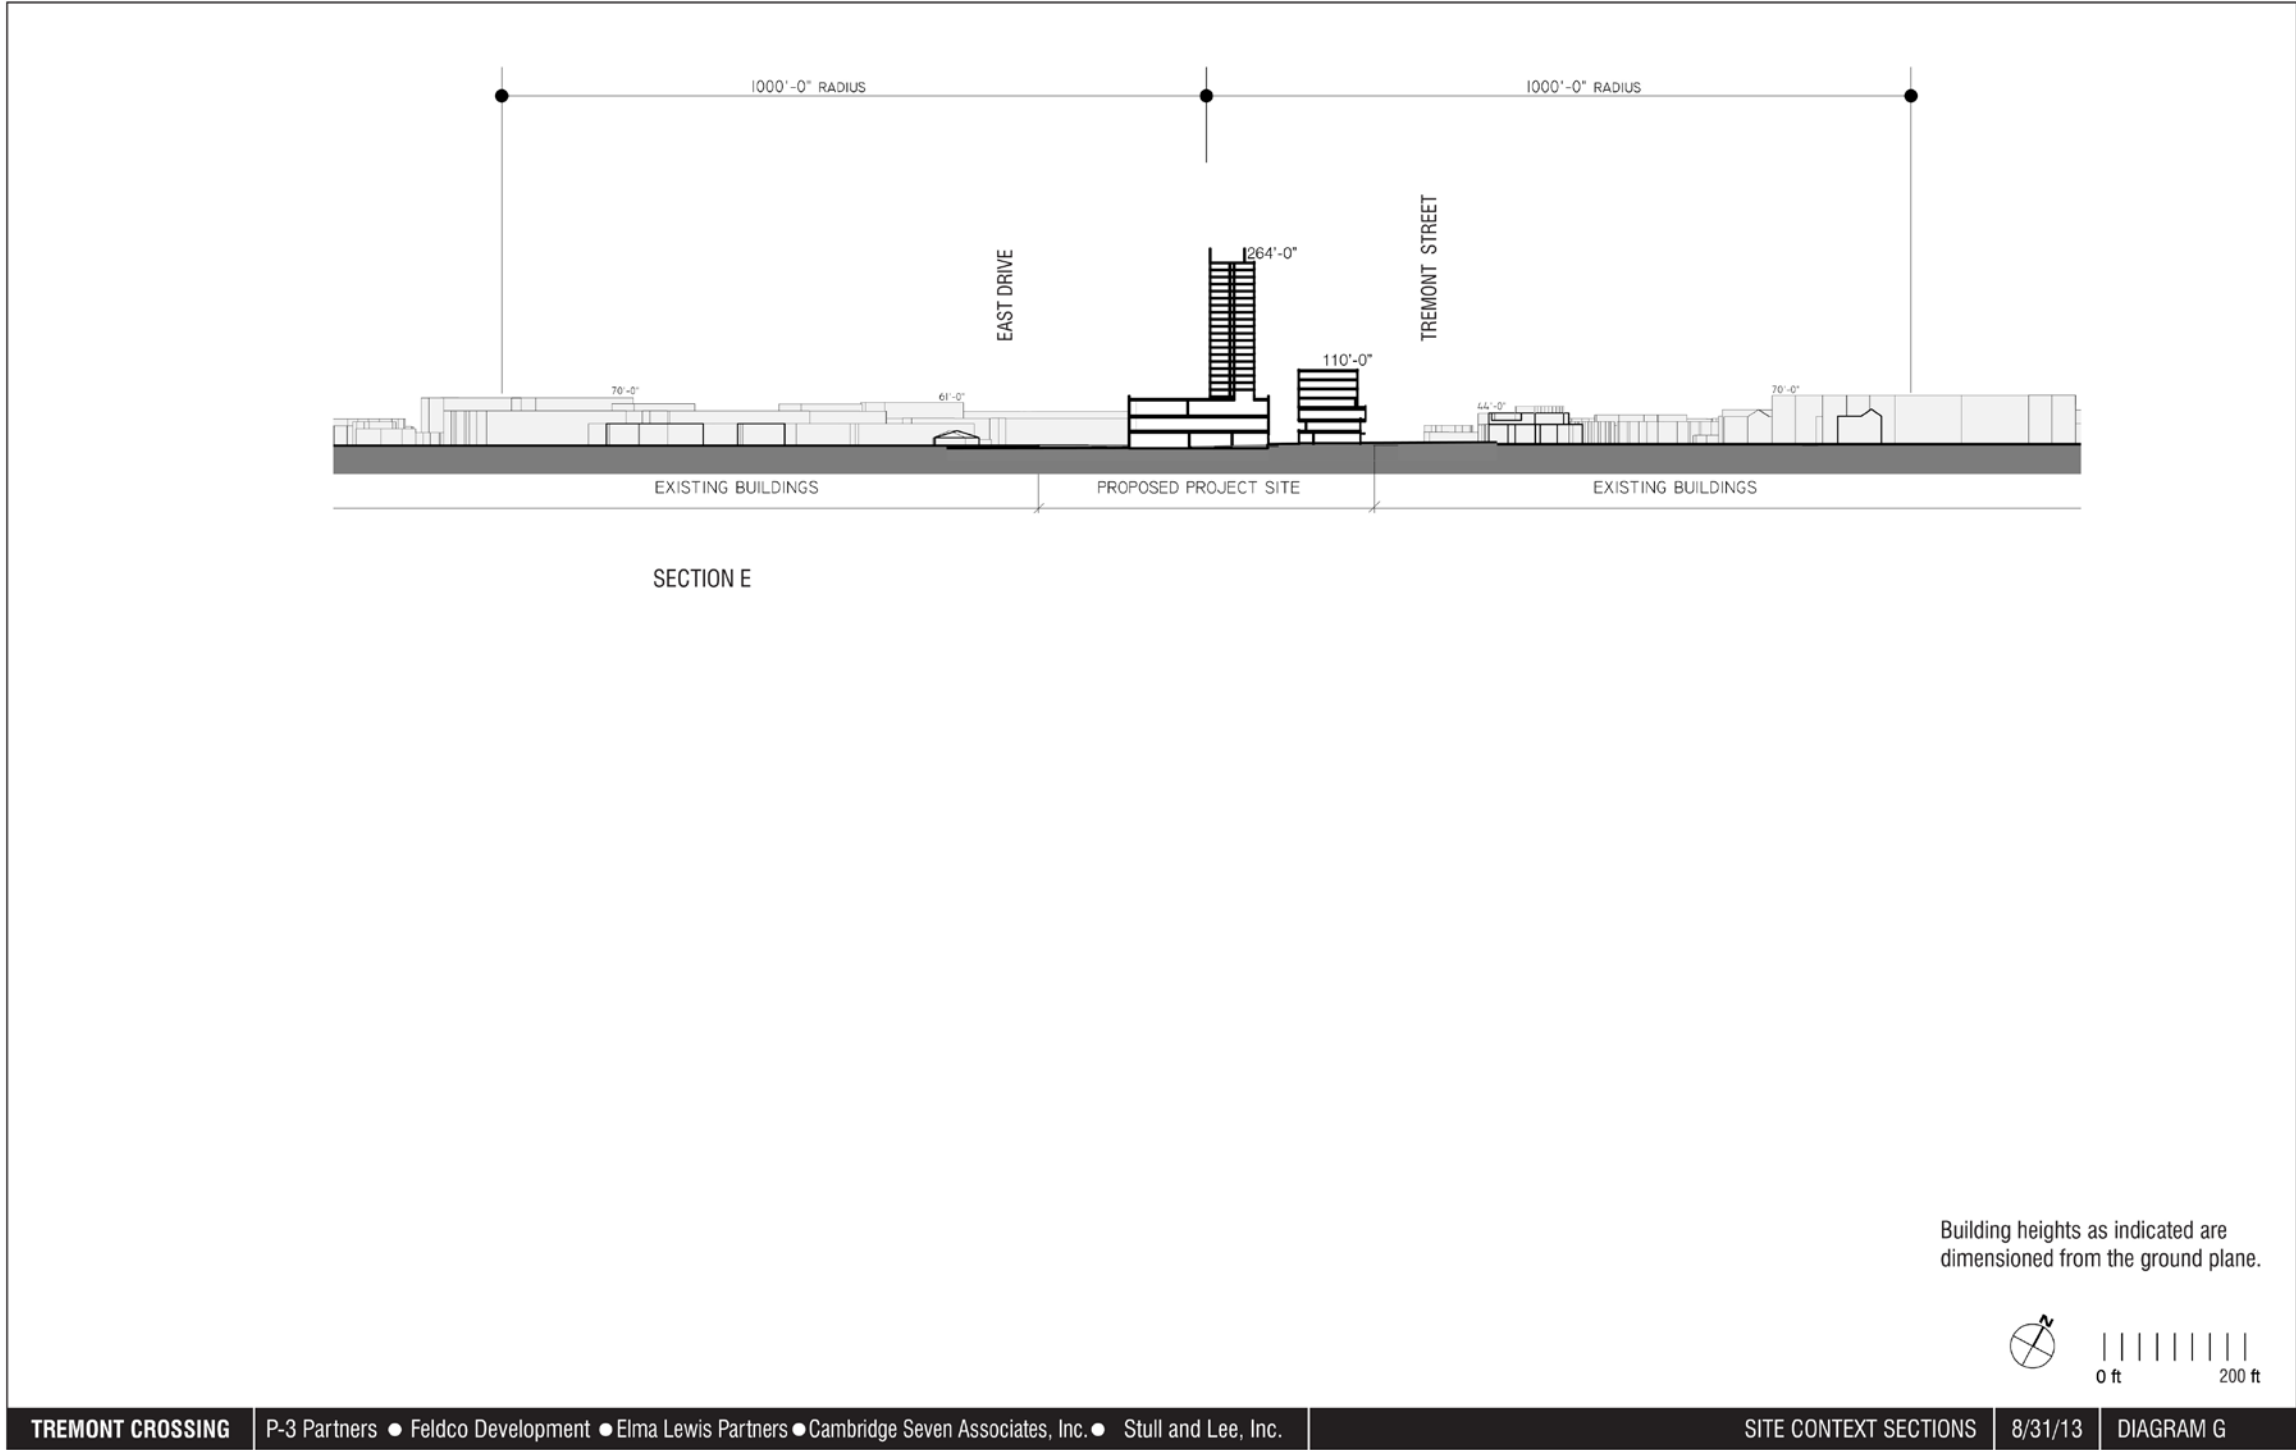 1000'-0" RADIUS
1000'-0" RADIUS
EAST DRIVE
TREMONT STREET
264'-0"
110'-0"
70'-0"
61'-0"
44'-0"
70'-0"
EXISTING BUILDINGS
PROPOSED PROJECT SITE
EXISTING BUILDINGS
SECTION E
Building heights as indicated are
dimensioned from the ground plane.
N
0 ft
200 ft
TREMONT CROSSING
P-3 Partners ● Feldco Development ● Elma Lewis Partners ● Cambridge Seven Associates, Inc. ● Stull and Lee, Inc.
SITE CONTEXT SECTIONS
8/31/13
DIAGRAM G